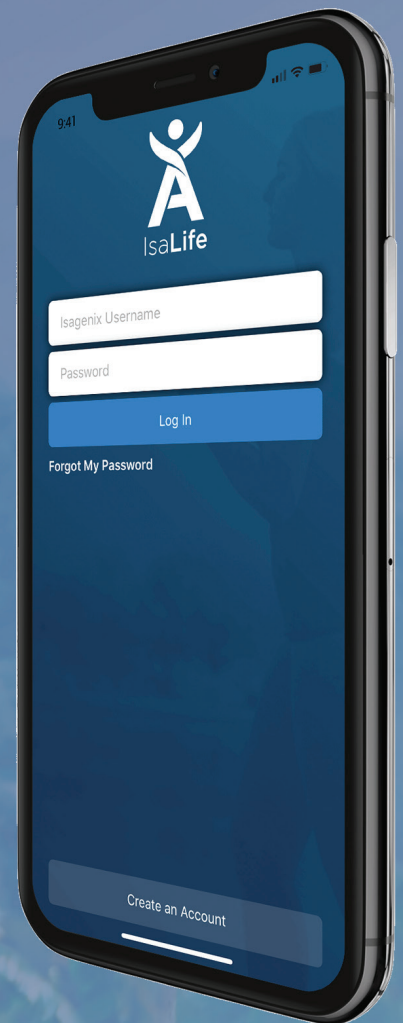 9:41
IsaLife
Isagenix Username
Password
Log In
Forgot My Password
Create an Account